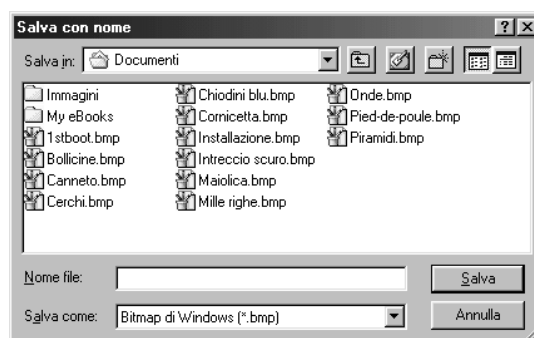 Salva con nome
Salva in: Documenti
Immagini
My eBooks
1stboot.bmp
Bollicine.bmp
Canneto.bmp
Cerchi.bmp
Chiodini blu.bmp
Cornicetta.bmp
Installazione.bmp
Intreccio scuro.bmp
Maiolica.bmp
Mille righe.bmp
Onde.bmp
Pied-de-poule.bmp
Piramidi.bmp
Nome file:
Salva
Salva come: Bitmap di Windows (*.bmp)
Annulla